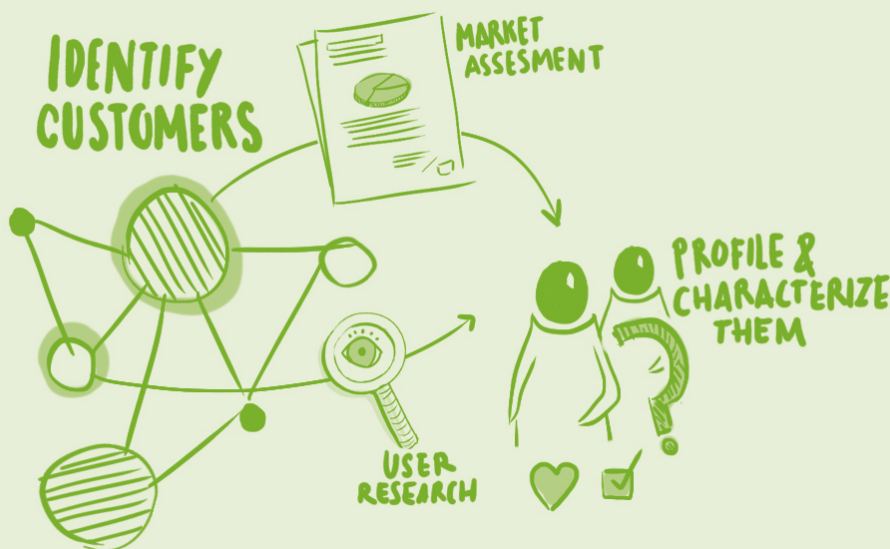 IDENTIFY
CUSTOMERS
MARKET
ASSESMENT
PROFILE &
CHARACTERIZE
THEM
USER
RESEARCH